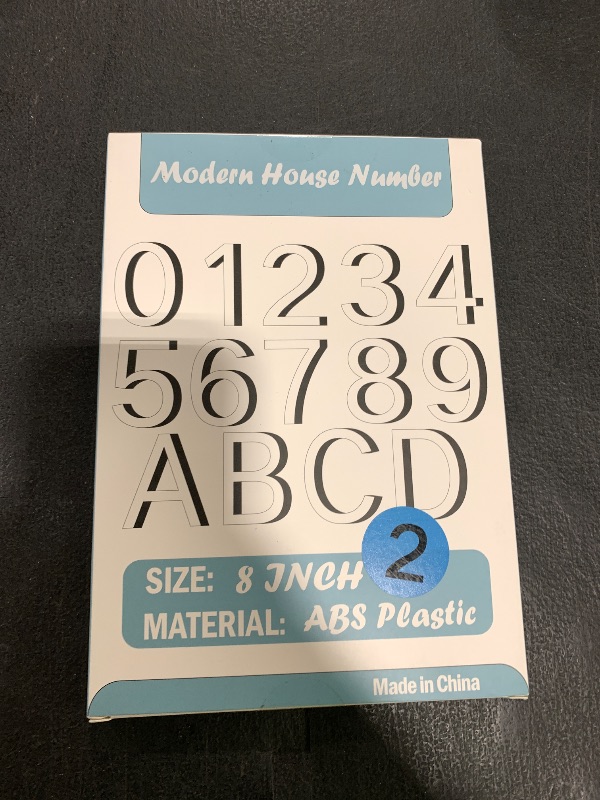 Modern House Number
01234
56789
ABCD
2
SIZE: 8 INCH
MATERIAL: ABS Plastic
Made in China